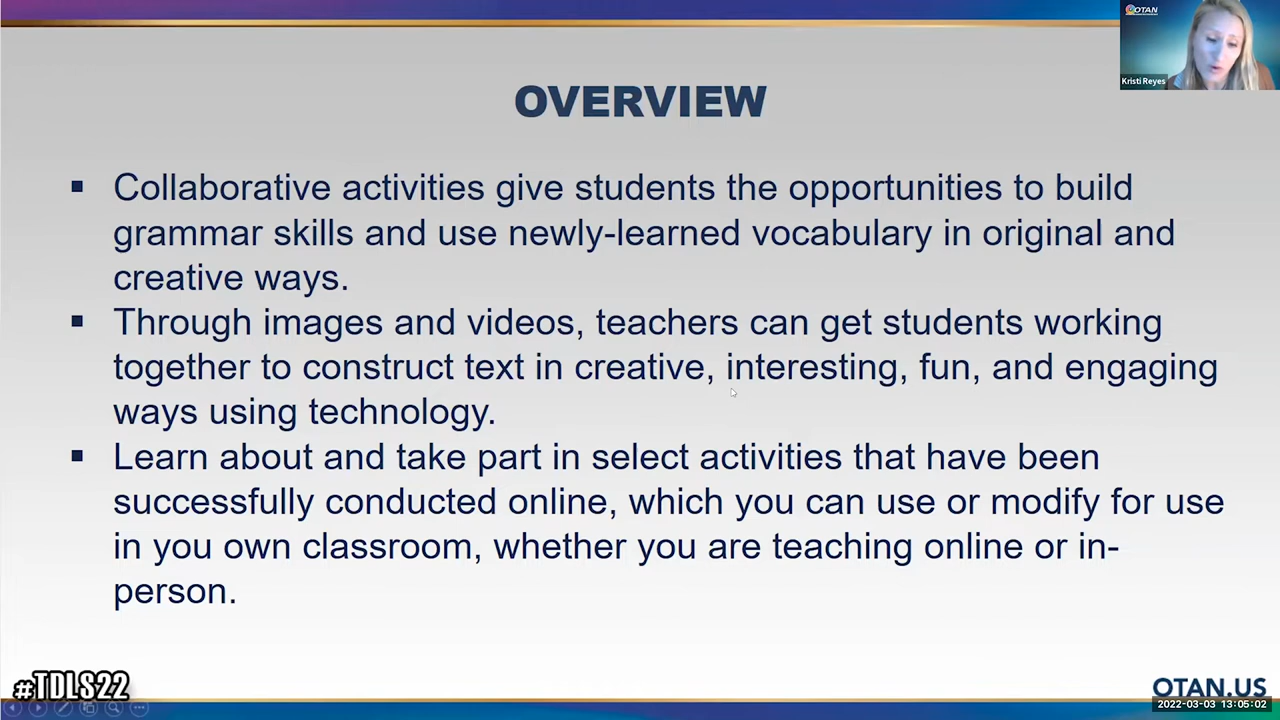 OTAN
Kristi Reyes
OVERVIEW
▪ Collaborative activities give students the opportunities to build
grammar skills and use newly-learned vocabulary in original and
creative ways.
▪ Through images and videos, teachers can get students working
together to construct text in creative, interesting, fun, and engaging
ways using technology.
▪ Learn about and take part in select activities that have been
successfully conducted online, which you can use or modify for use
in you own classroom, whether you are teaching online or in-
person.
#TDLS22
OTAN.US
2022-03-03 13:05:02